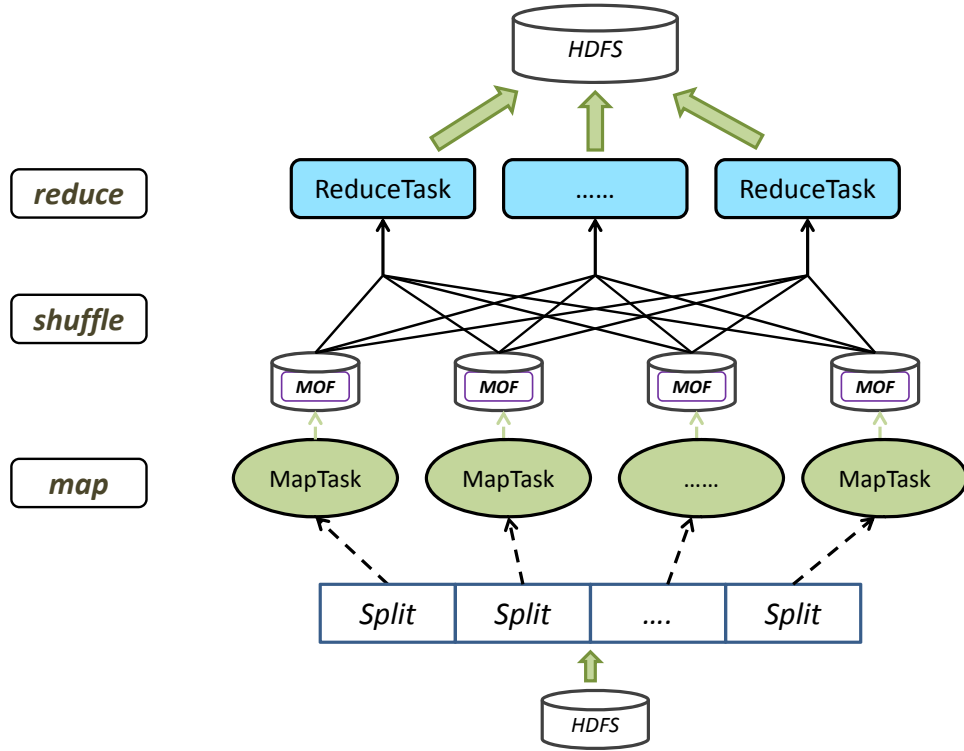 HDFS
reduce
ReduceTask
……
ReduceTask
shuffle
MOF
MOF
MOF
MOF
map
MapTask
MapTask
……
MapTask
Split
Split
….
Split
HDFS